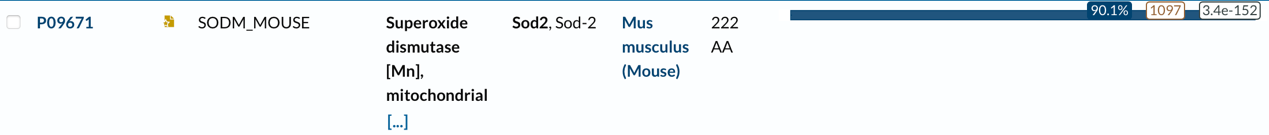 P09671 SODM_MOUSE Superoxide Sod2, Sod-2 Mus 222 90.1% 1097 3.4e-152
dismutase musculus AA
[Mn], (Mouse)
mitochondrial
[...]